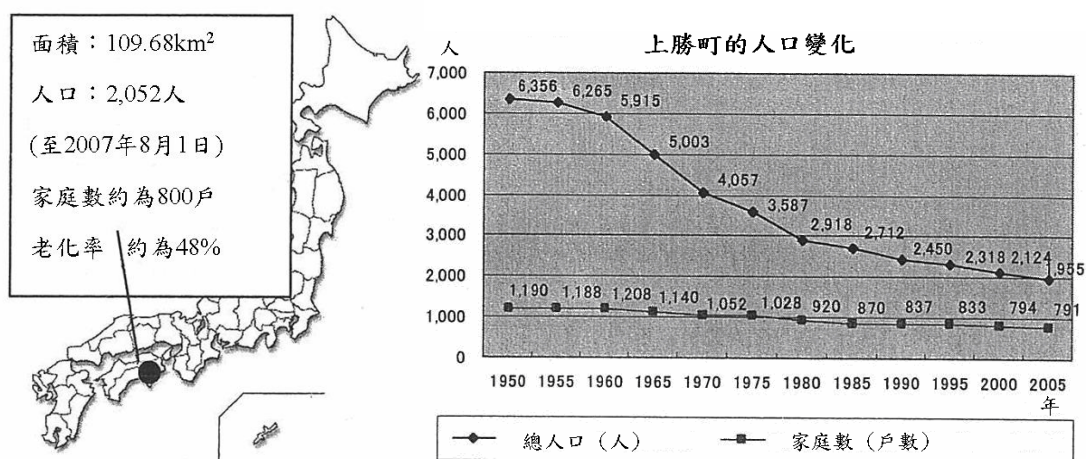 面積：109.68km²
人口：2,052人
(至2007年8月1日)
家庭數約為800戶
老化率 約為48%
上勝町的人口變化
人
7,000
6,000
5,000
4,000
3,000
2,000
1,000
0
6,356 6,265 5,915 5,003 4,057 3,587 2,918 2,712 2,450 2,318 2,124 1,955
1,190 1,188 1,208 1,140 1,052 1,028 920 870 837 833 794 791
1950 1955 1960 1965 1970 1975 1980 1985 1990 1995 2000 2005
年
總人口（人） 家庭數（戶數）